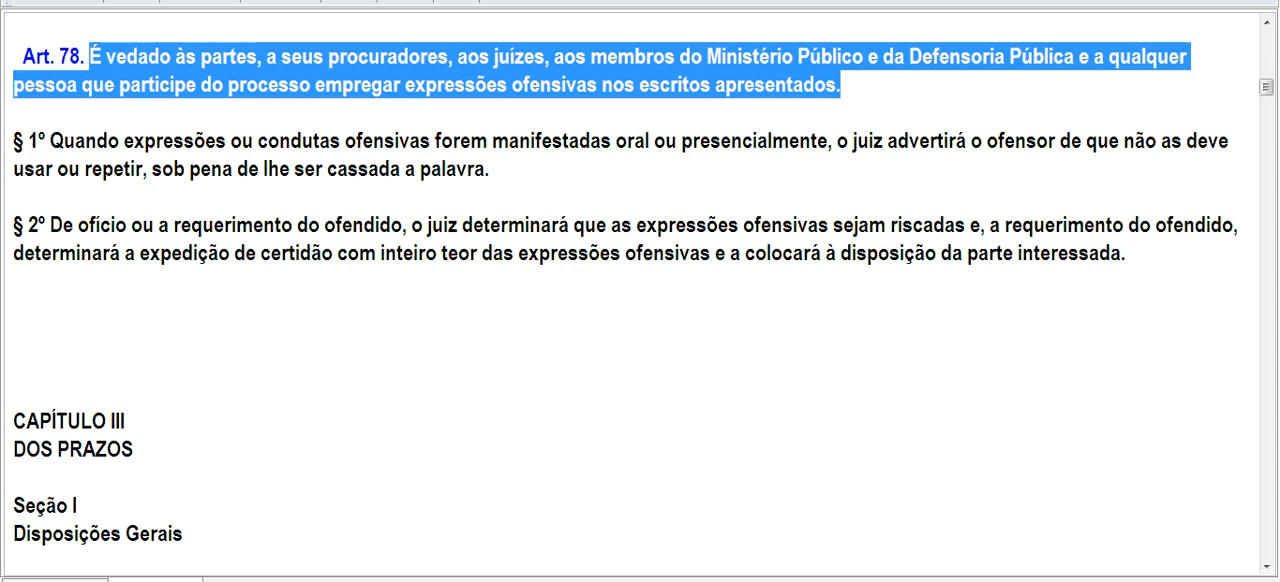 Art. 78. É vedado às partes, a seus procuradores, aos juízes, aos membros do Ministério Público e da Defensoria Pública e a qualquer
pessoa que participe do processo empregar expressões ofensivas nos escritos apresentados.
§ 1º Quando expressões ou condutas ofensivas forem manifestadas oral ou presencialmente, o juiz advertirá o ofensor de que não as deve
usar ou repetir, sob pena de lhe ser cassada a palavra.
§ 2º De ofício ou a requerimento do ofendido, o juiz determinará que as expressões ofensivas sejam riscadas e, a requerimento do ofendido,
determinará a expedição de certidão com inteiro teor das expressões ofensivas e a colocará à disposição da parte interessada.
CAPÍTULO III
DOS PRAZOS
Seção I
Disposições Gerais